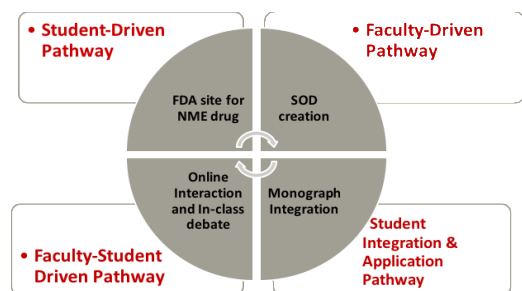 • Student-Driven
Pathway
• Faculty-Driven
Pathway
FDA site for
NME drug
SOD
creation
Online
Interaction
and In-class
debate
Monograph
Integration
• Faculty-Student
Driven Pathway
Student
Integration &
Application
Pathway